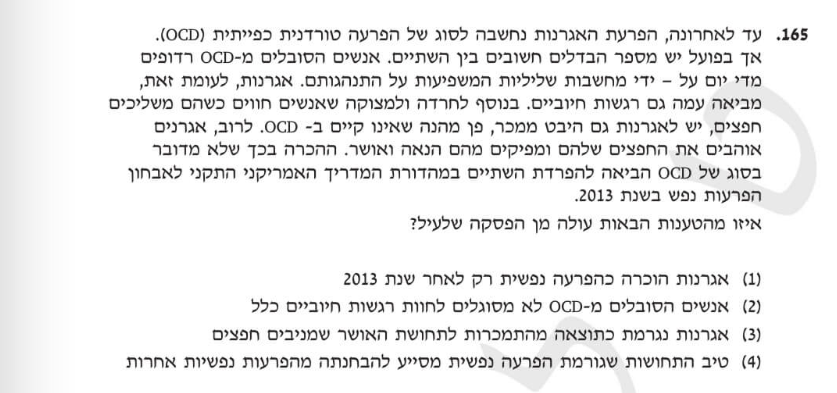 165. עד לאחרונה, הפרעת האגרנות נחשבה לסוג של הפרעה טורדנית כפייתית (OCD).
אך בפועל יש מספר הבדלים חשובים בין השתיים. אנשים הסובלים מ-OCD רדופים
מדי יום על – ידי מחשבות שליליות המשפיעות על התנהגותם. אגרנות, לעומת זאת,
מביאה עמה גם רגשות חיוביים. בנוסף לחרדה ולמצוקה שאנשים חווים כשהם משליכים
חפצים, יש לאגרנות גם היבט ממכר, פן מהנה שאינו קיים ב- OCD. לרוב, אגרנים
אוהבים את החפצים שלהם ומפיקים מהם הנאה ואושר. ההכרה בכך שלא מדובר
בסוג של OCD הביאה להפרדת השתיים במהדורת המדריך האמריקני התקני לאבחון
הפרעות נפש בשנת 2013.
איזו מהטענות הבאות עולה מן הפסקה שלעיל?
(1) אגרנות הוכרה כהפרעה נפשית רק לאחר שנת 2013
(2) אנשים הסובלים מ-OCD לא מסוגלים לחוות רגשות חיוביים כלל
(3) אגרנות נגרמת כתוצאה מהתמכרות לתחושת האושר שמניבים חפצים
(4) טיב התחושות שגורמת הפרעה נפשית מסייע להבחנתה מהפרעות נפשיות אחרות